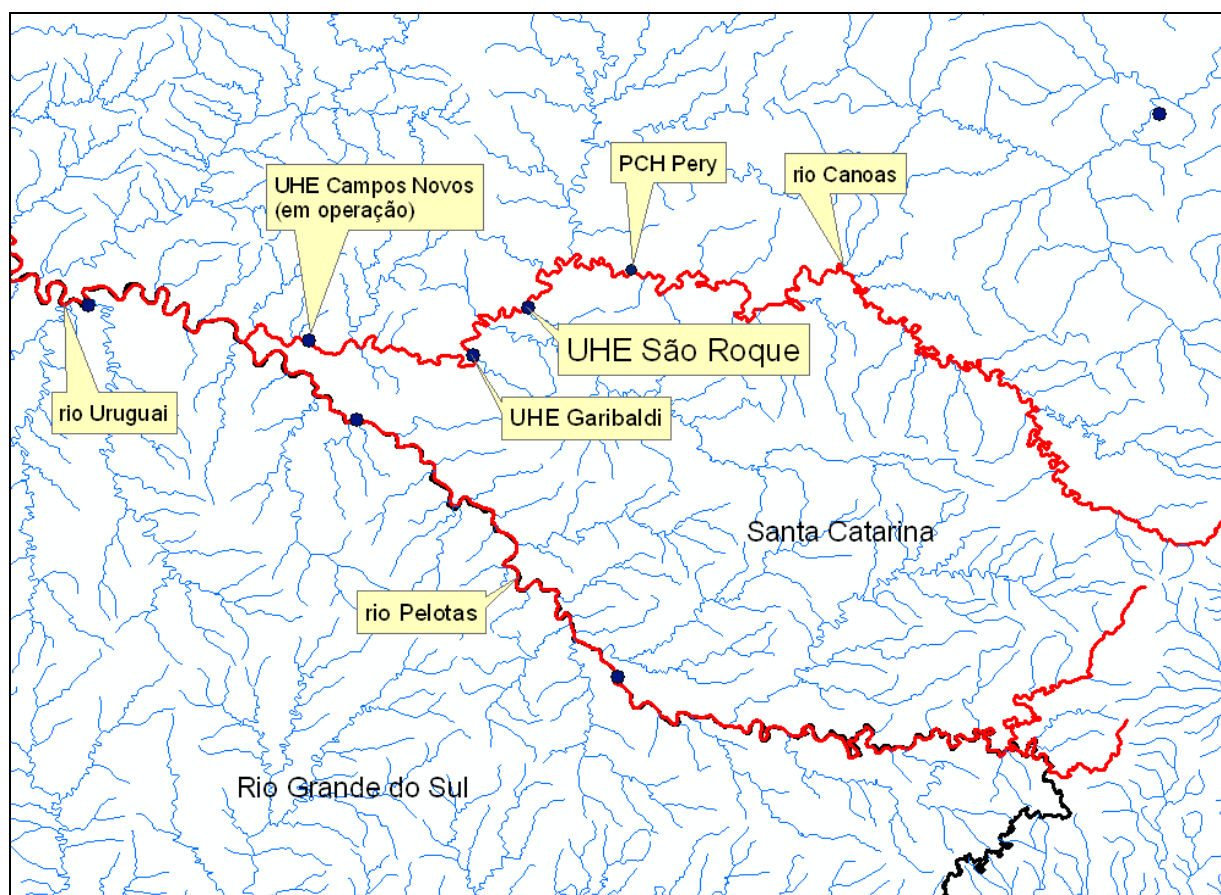 PCH Pery
rio Canoas
UHE Campos Novos
(em operação)
UHE São Roque
rio Uruguai
UHE Garibaldi
Santa Catarina
rio Pelotas
Rio Grande do Sul